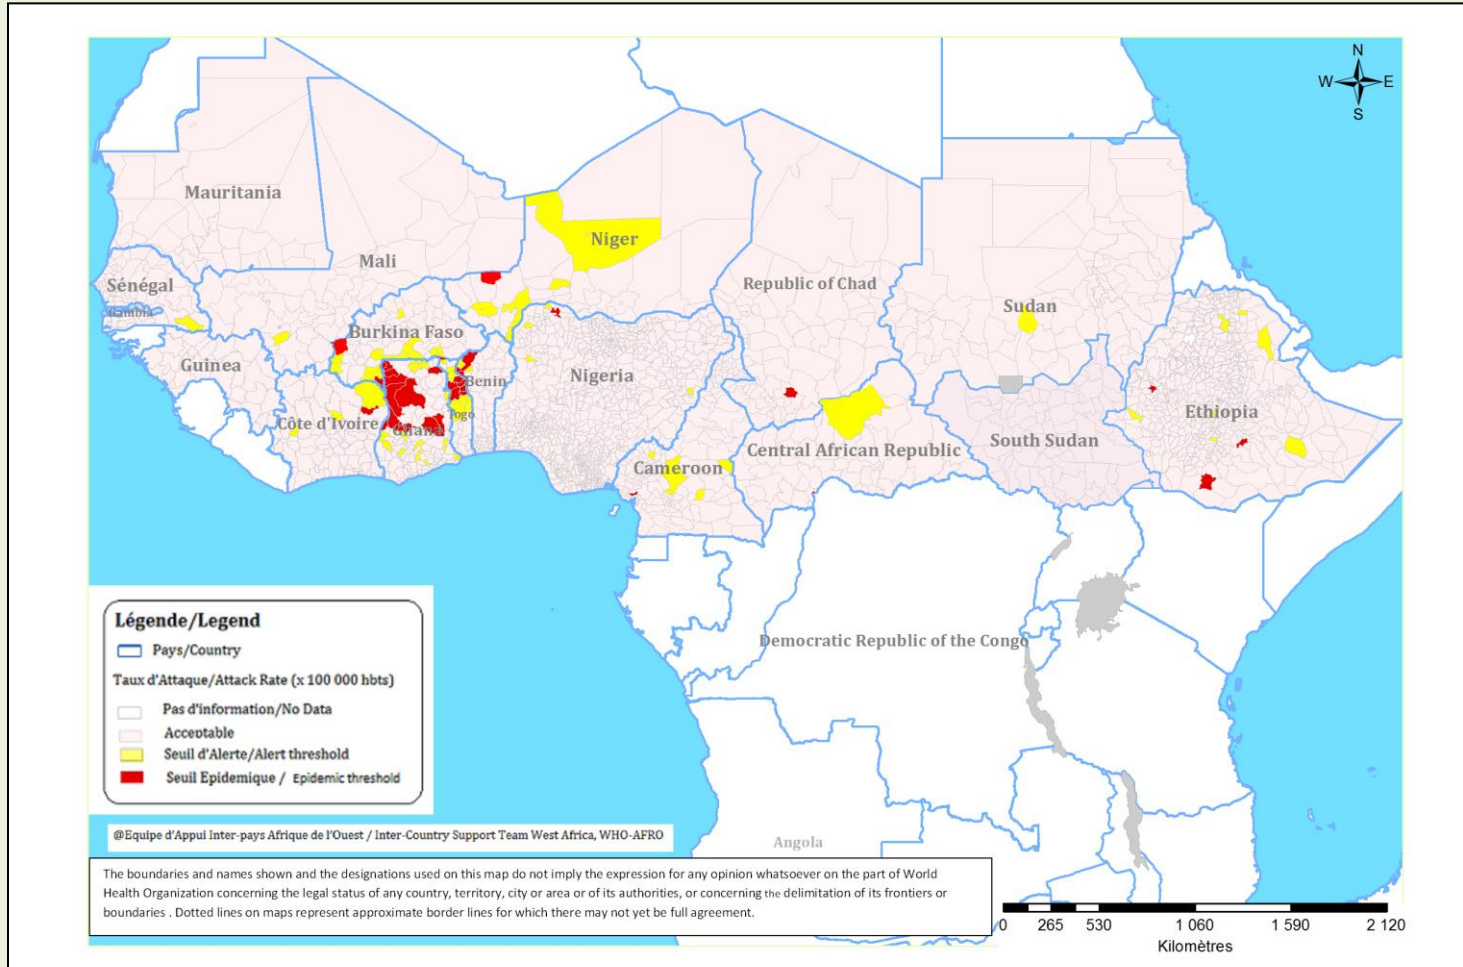 N
W E
S
Mauritania
Niger
Mali
Sénégal
Gambia
Republic of Chad
Sudan
Burkina Faso
Guinea
Nigeria
Benin
Togo
Côte d'Ivoire
Ghana
Ethiopia
South Sudan
Central African Republic
Cameroon
Democratic Republic of the Congo
Angola
Légende/Legend
Pays/Country
Taux d'Attaque/Attack Rate (x 100 000 hbts)
Pas d'information/No Data
Acceptable
Seuil d'Alerte/Alert threshold
Seuil Epidemique / Epidemic threshold
@Equipe d'Appui Inter-pays Afrique de l'Ouest / Inter-Country Support Team West Africa, WHO-AFRO
The boundaries and names shown and the designations used on this map do not imply the expression for any opinion whatsoever on the part of World
Health Organization concerning the legal status of any country, territory, city or area or of its authorities, or concerning the delimitation of its frontiers or
boundaries . Dotted lines on maps represent approximate border lines for which there may not yet be full agreement.
0 265 530 1 060 1 590 2 120
Kilomètres